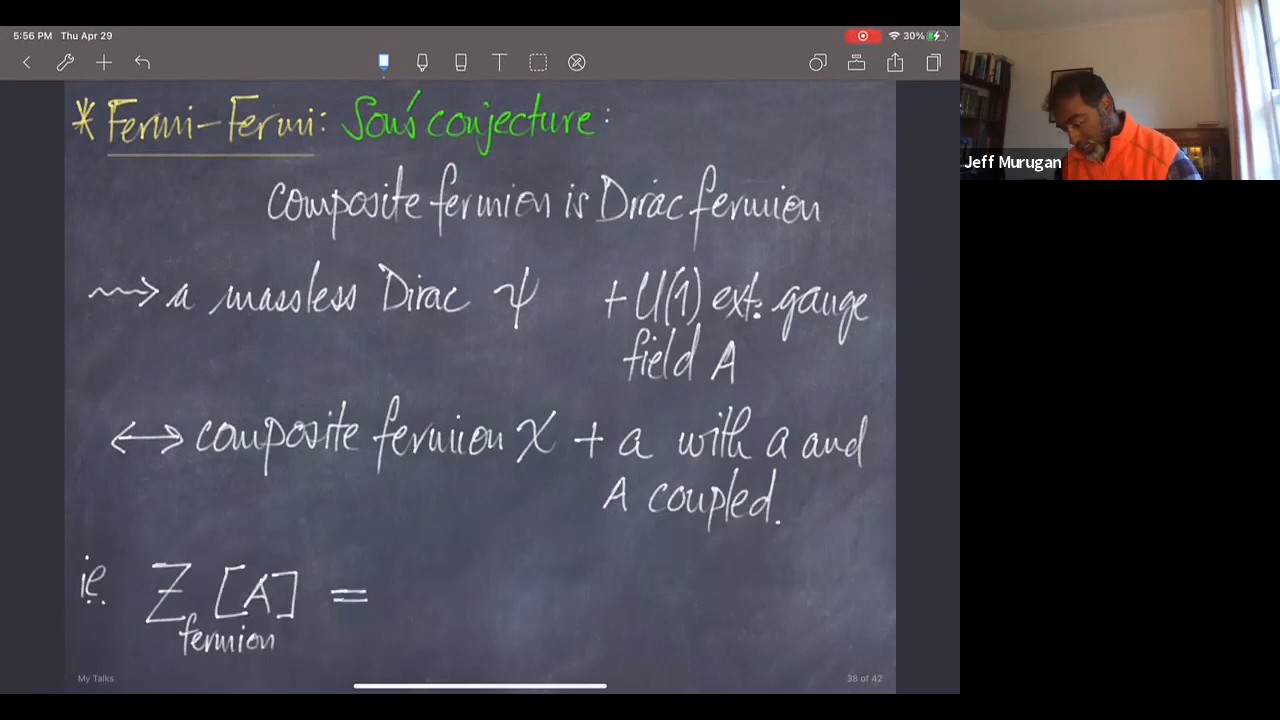 5:56 PM Thu Apr 29
30%
* Fermi-Fermi: Son's conjecture:
composite fermion is Dirac fermion
⇝ a massless Dirac ψ + U(1) ext. gauge
field A
↔ composite fermion χ + a with a and
A coupled.
ie. Z [A] =
fermion
My Talks
38 of 42
Jeff Murugan